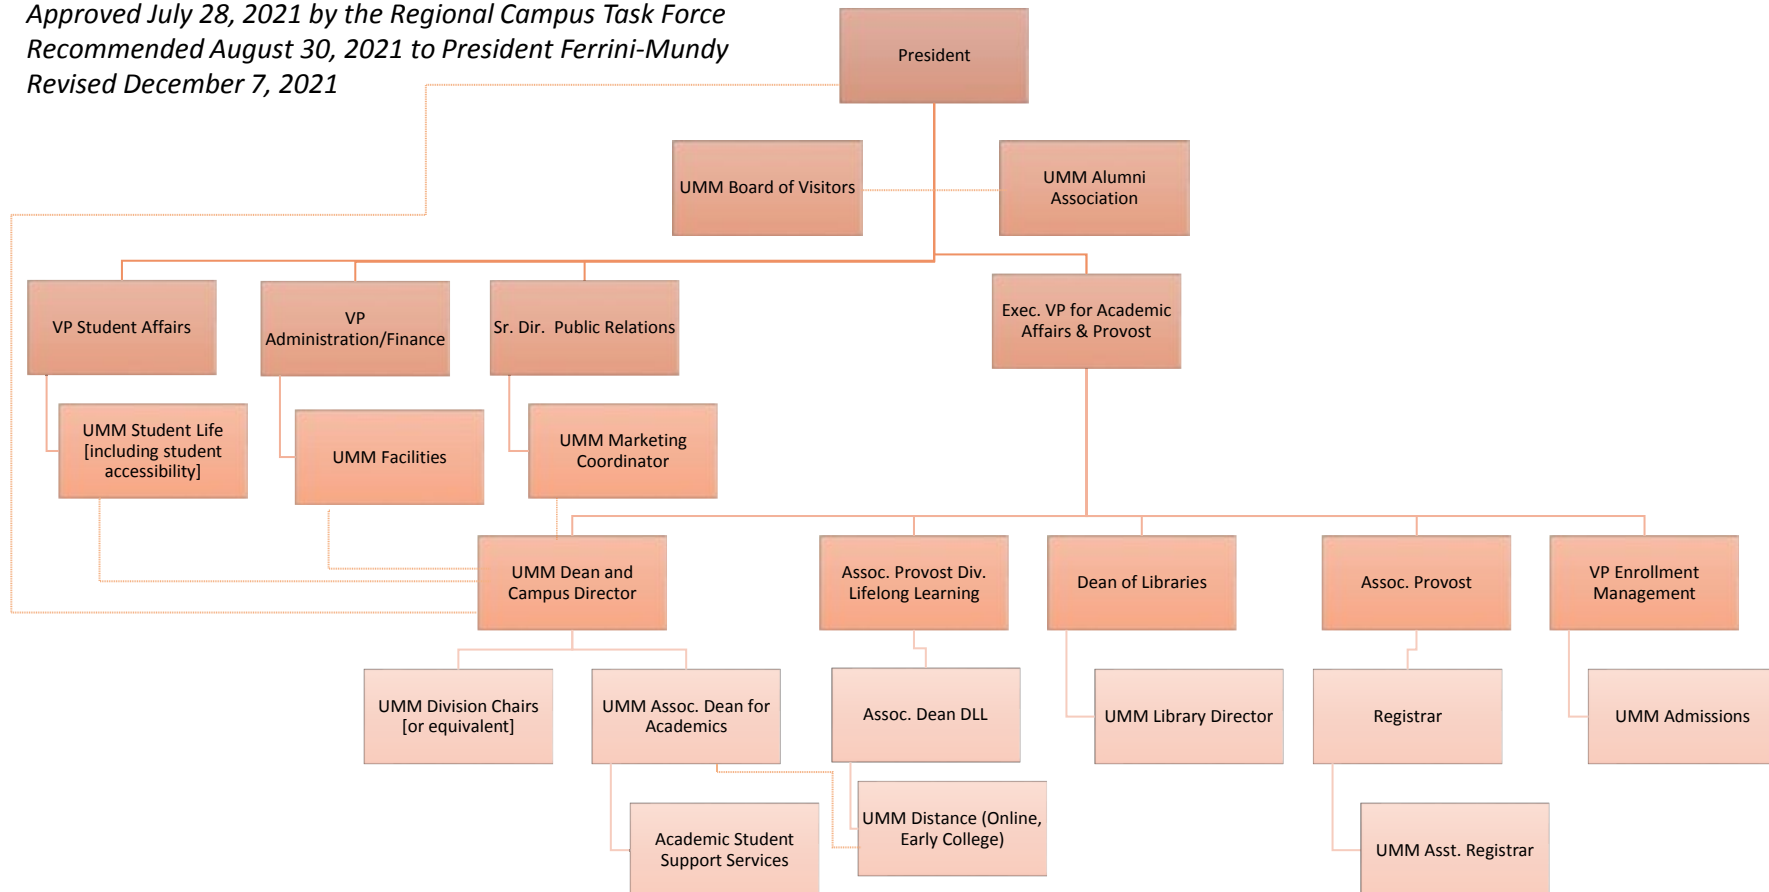 Approved July 28, 2021 by the Regional Campus Task Force
Recommended August 30, 2021 to President Ferrini-Mundy
Revised December 7, 2021
President
UMM Board of Visitors
UMM Alumni
Association
VP Student Affairs
VP
Administration/Finance
Sr. Dir.  Public Relations
Exec. VP for Academic
Affairs & Provost
UMM Student Life
[including student
accessibility]
UMM Facilities
UMM Marketing
Coordinator
UMM Dean and
Campus Director
Assoc. Provost Div.
Lifelong Learning
Dean of Libraries
Assoc. Provost
VP Enrollment
Management
UMM Division Chairs
[or equivalent]
UMM Assoc. Dean for
Academics
Assoc. Dean DLL
UMM Library Director
Registrar
UMM Admissions
Academic Student
Support Services
UMM Distance (Online,
Early College)
UMM Asst. Registrar